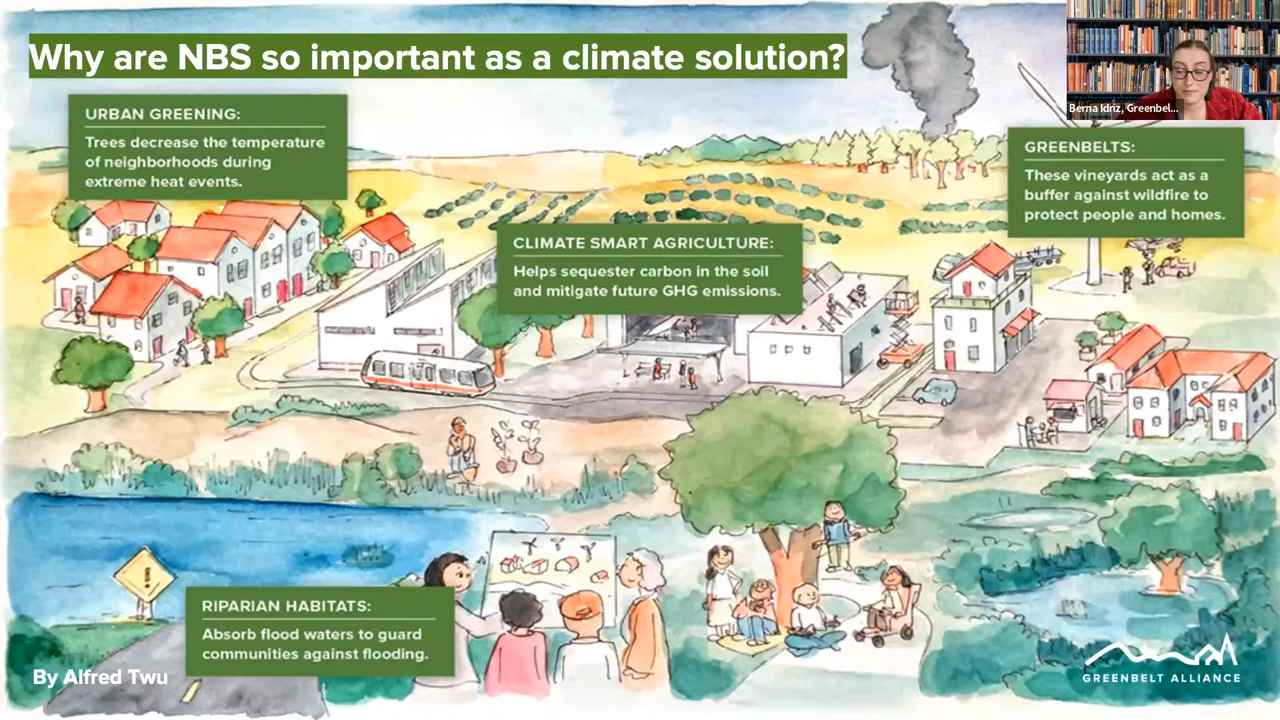 Why are NBS so important as a climate solution?
Berna Idriz, Greenbel...
URBAN GREENING:
Trees decrease the temperature
of neighborhoods during
extreme heat events.
GREENBELTS:
These vineyards act as a
buffer against wildfire to
protect people and homes.
CLIMATE SMART AGRICULTURE:
Helps sequester carbon in the soil
and mitigate future GHG emissions.
!
RIPARIAN HABITATS:
Absorb flood waters to guard
communities against flooding.
By Alfred Twu
GREENBELT ALLIANCE